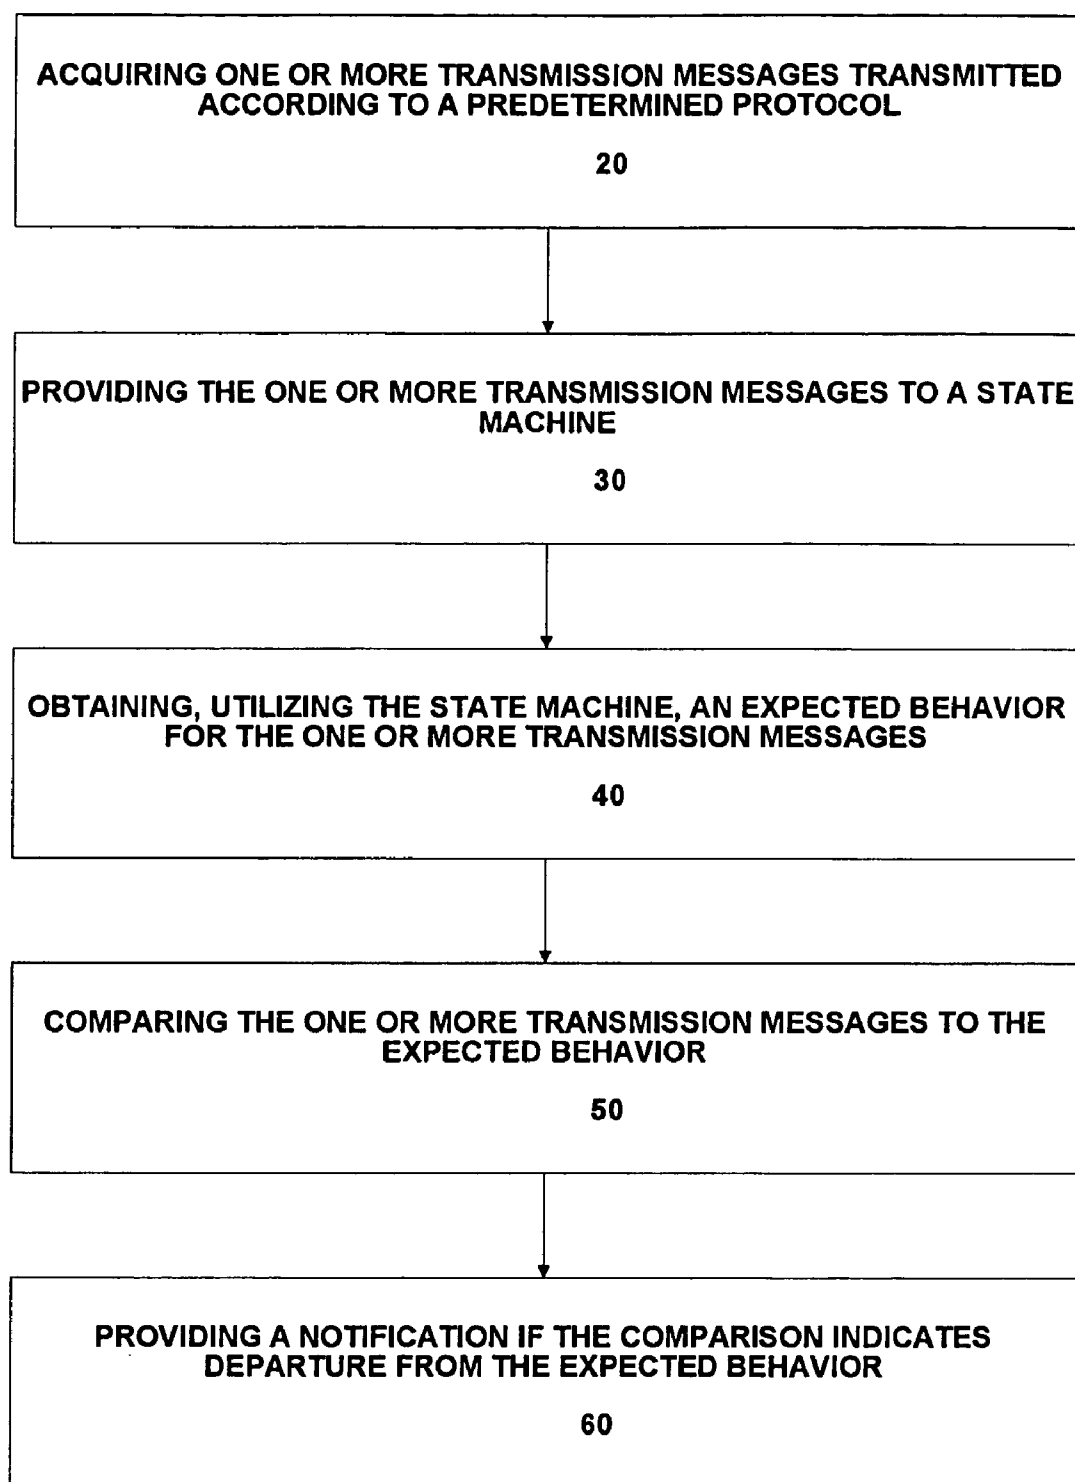 ACQUIRING ONE OR MORE TRANSMISSION MESSAGES TRANSMITTED
ACCORDING TO A PREDETERMINED PROTOCOL
20
PROVIDING THE ONE OR MORE TRANSMISSION MESSAGES TO A STATE
MACHINE
30
OBTAINING, UTILIZING THE STATE MACHINE, AN EXPECTED BEHAVIOR
FOR THE ONE OR MORE TRANSMISSION MESSAGES
40
COMPARING THE ONE OR MORE TRANSMISSION MESSAGES TO THE
EXPECTED BEHAVIOR
50
PROVIDING A NOTIFICATION IF THE COMPARISON INDICATES
DEPARTURE FROM THE EXPECTED BEHAVIOR
60